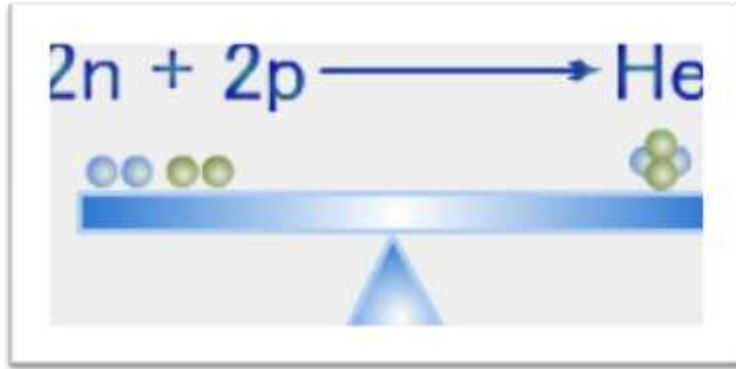 2n + 2p → He